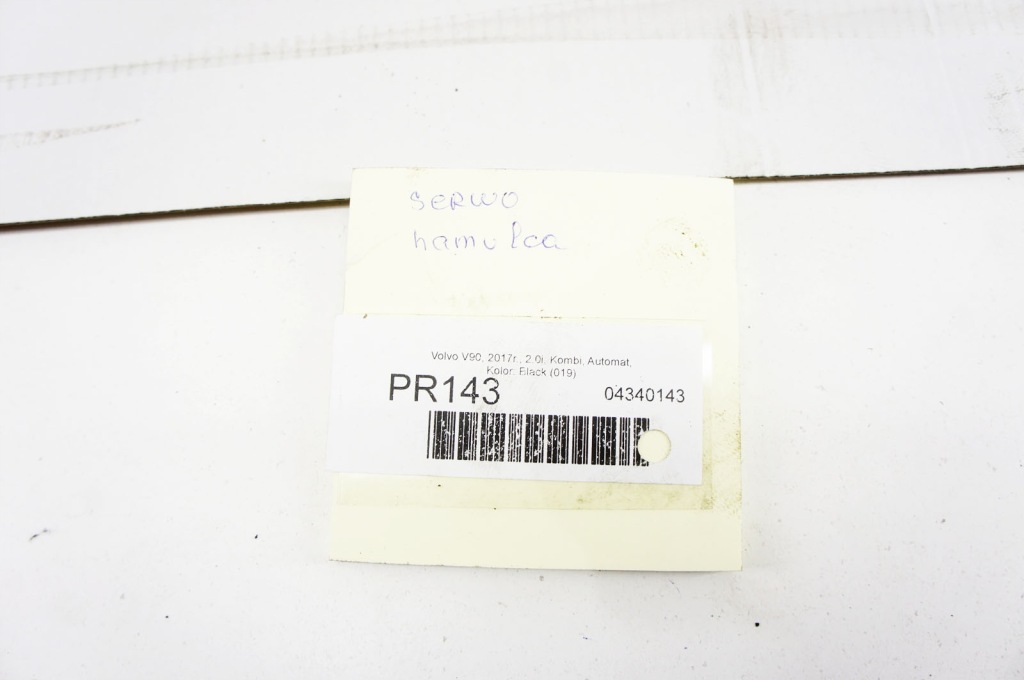 SERWO
hamulca
Volvo V90, 2017r., 2.0i, Kombi, Automat,
Kolor: Black (019)
PR143 04340143